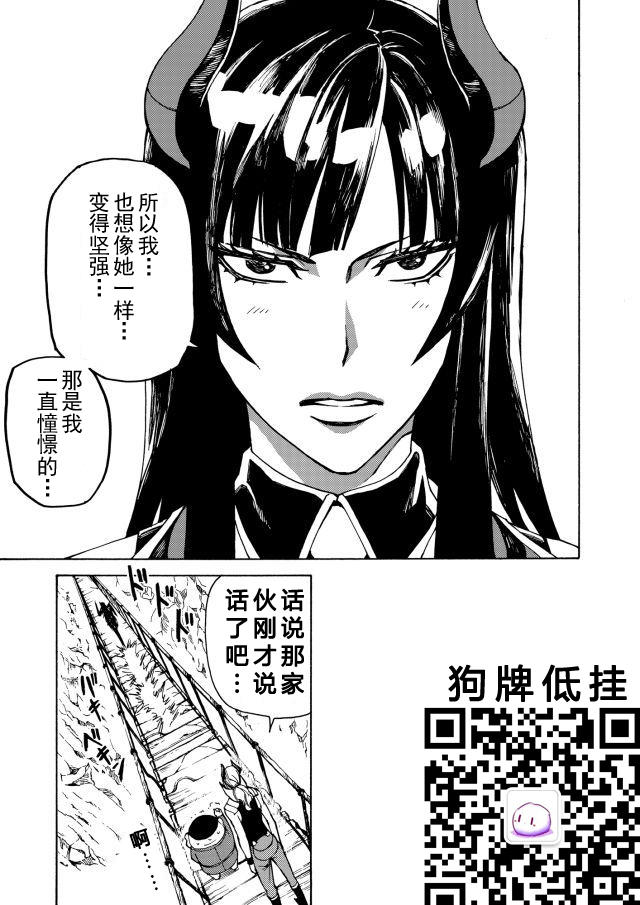 所以我…
也想像她一样…
变得坚强…
那是我
一直憧憬的…
话说那家
伙刚才说
话了吧…
ドドド
バキ
ベキン
啊……
狗牌低挂